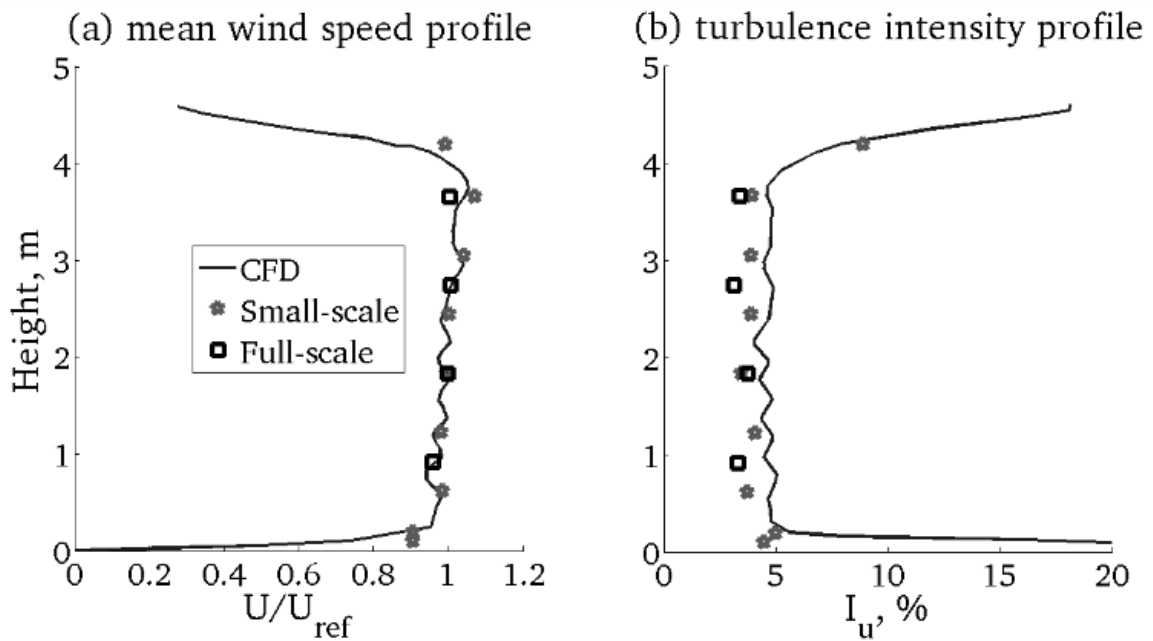 (a) mean wind speed profile
5
4
3
2
1
0
Height, m
CFD
Small-scale
Full-scale
0 0.2 0.4 0.6 0.8 1 1.2
U/U_ref
(b) turbulence intensity profile
5
4
3
2
1
0
0 5 10 15 20
I_u, %